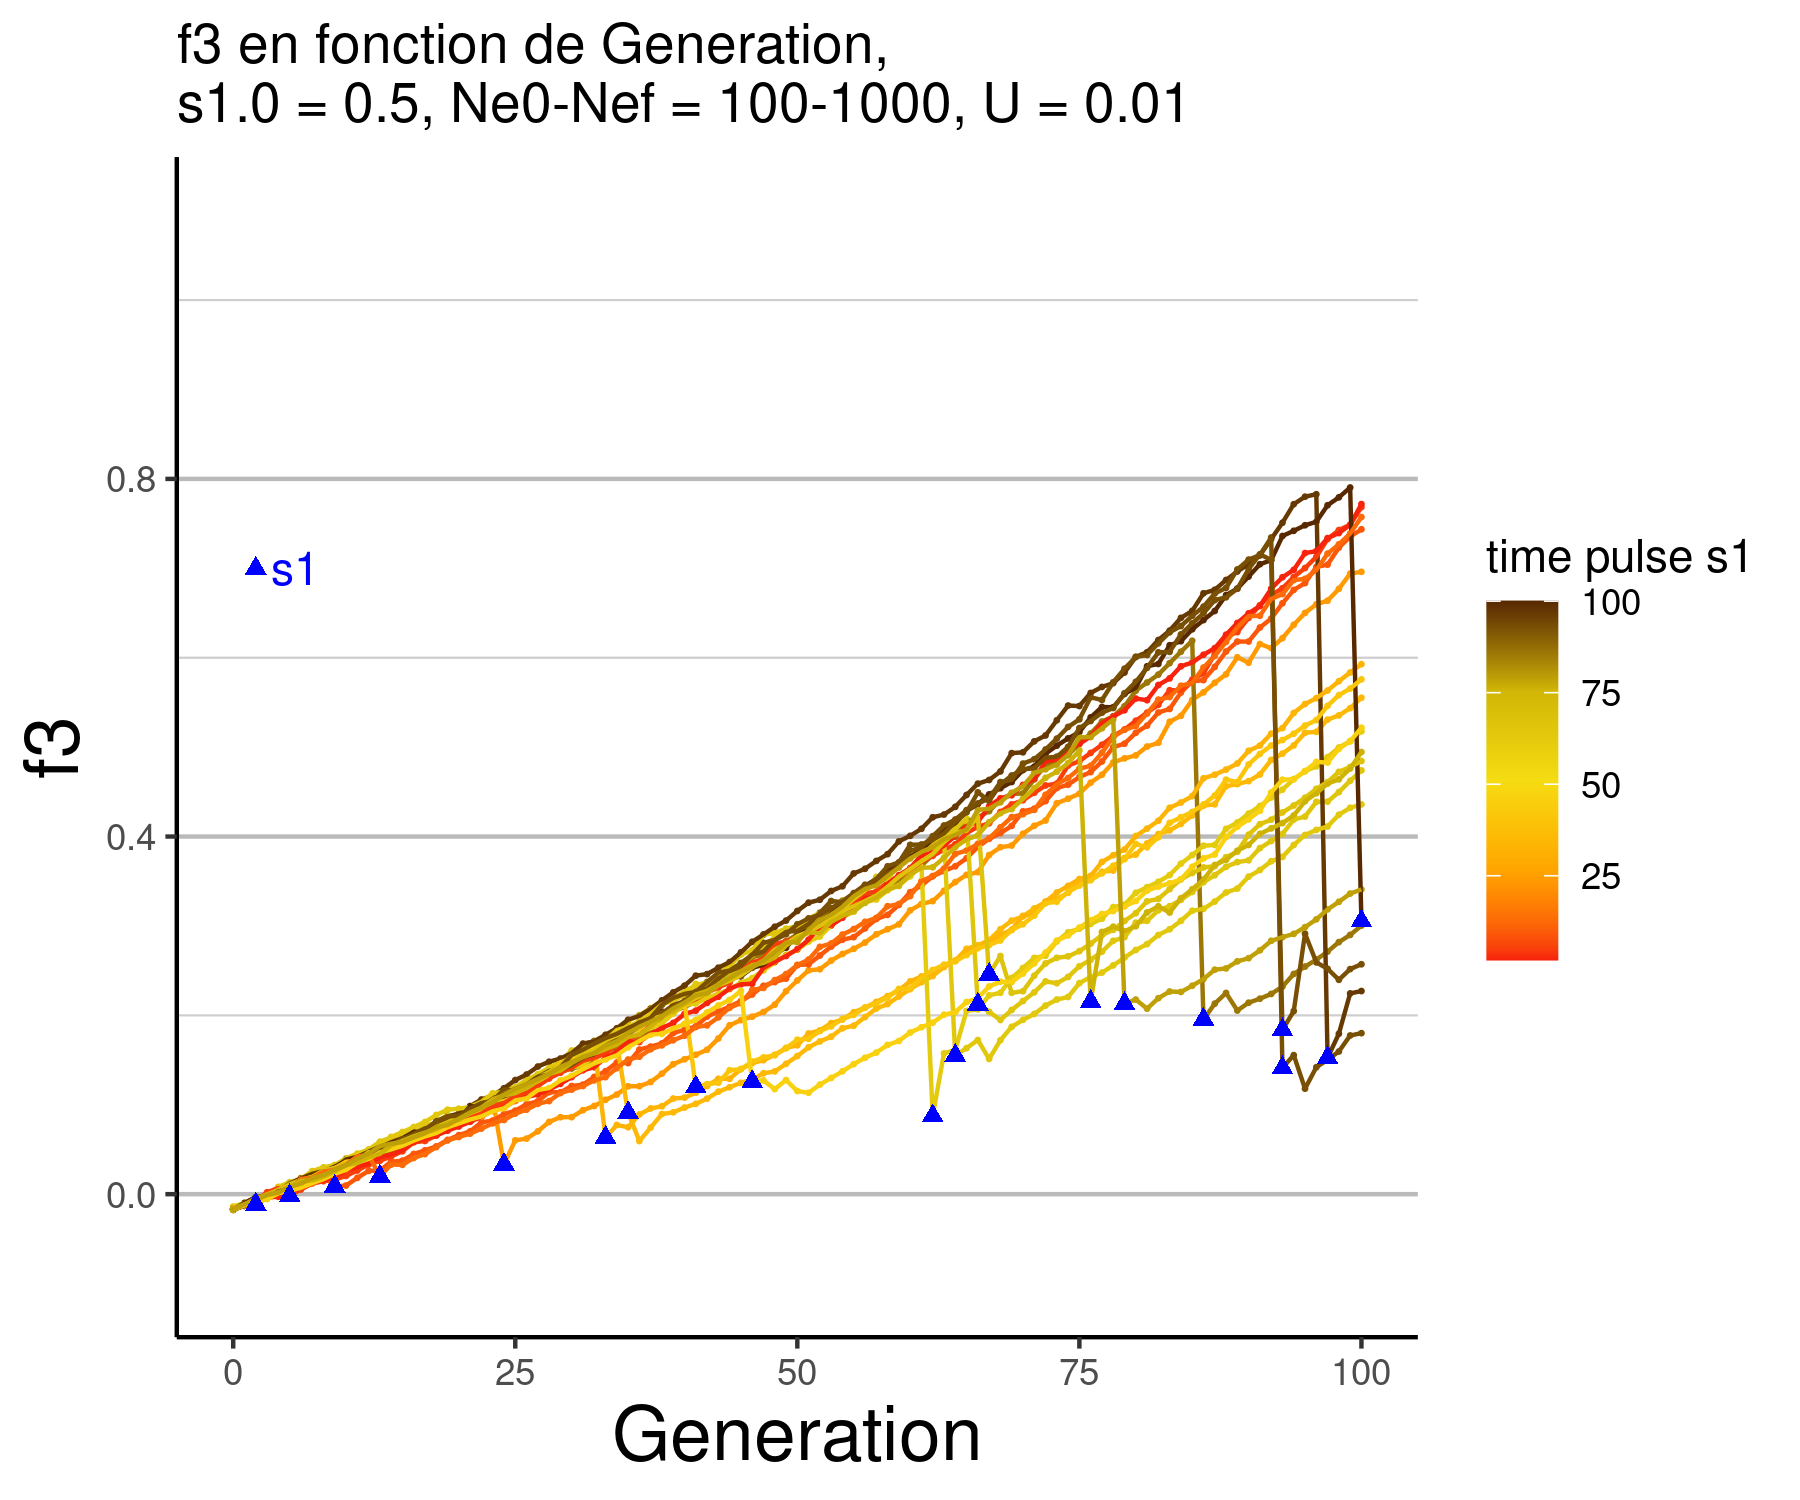 f3 en fonction de Generation,
s1.0 = 0.5, Ne0-Nef = 100-1000, U = 0.01
f3
0.8
0.4
0.0
s1
0
25
50
75
100
Generation
time pulse s1
100
75
50
25